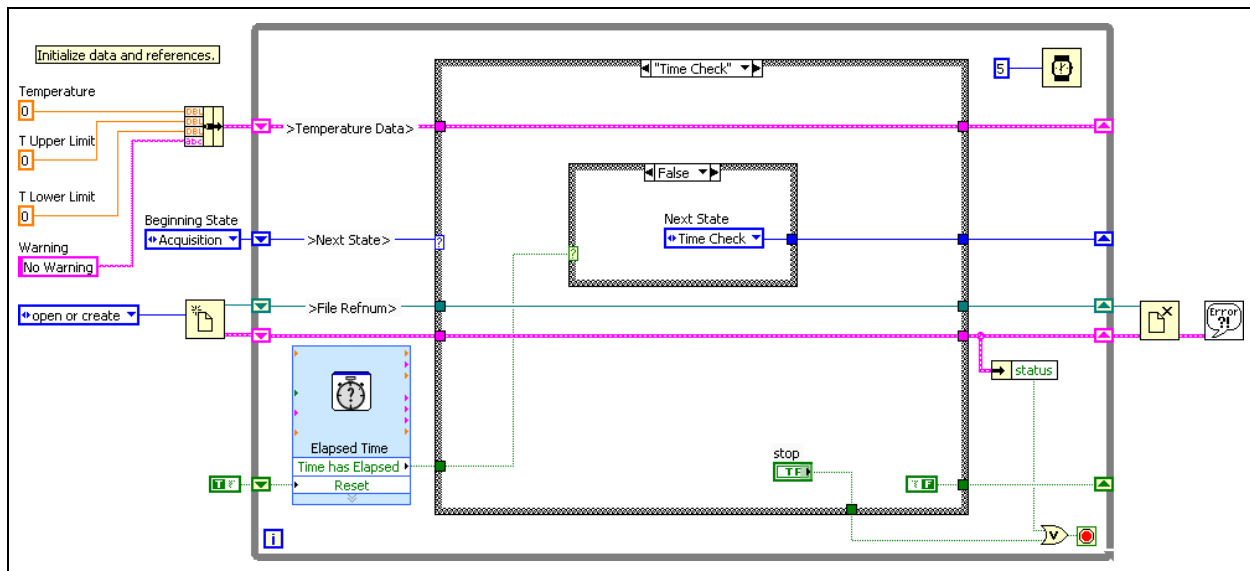 Initialize data and references.
Temperature
0
DBL
DBL
DBL
abc
T Upper Limit
0
T Lower Limit
0
Warning
No Warning
Beginning State
Acquisition
open or create
>Temperature Data>
>Next State>
>File Refnum>
?
Elapsed Time
Time has Elapsed
Reset
T
i
"Time Check"
?
False
?
Next State
Time Check
stop
TF
F
5
status
V
Error
?!